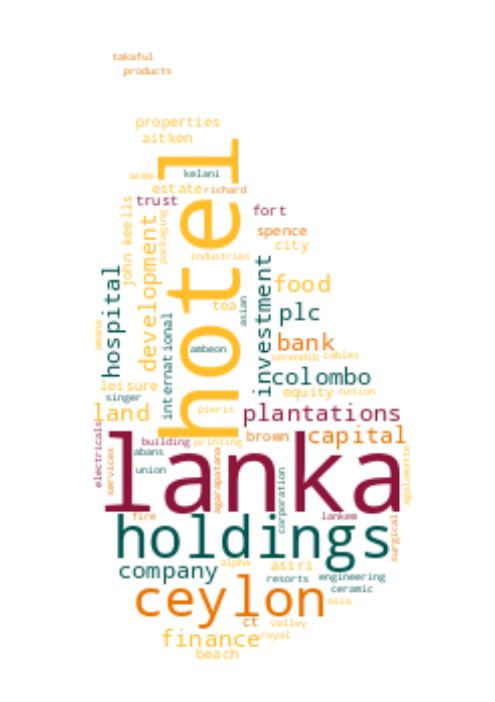 takaful
products
properties
aitken
hotel
kelani
acme
estate
richard
trust
fort
john keells
development
packaging
spence
city
industries
hospital
investment
food
tea
asian
plc
international
amana
ambeon
bank
serendib
cables
colombo
leisure
equity
nation
singer
land
pieris
plantations
electricals
building
printing
brown
capital
abans
lanka
services
union
agarapatana
corporation
agalawatte
fire
lankem
holdings
surgical
company
alpha
asiri
resorts
engineering
ceylon
ceramic
asia
ct
valley
finance
royal
beach